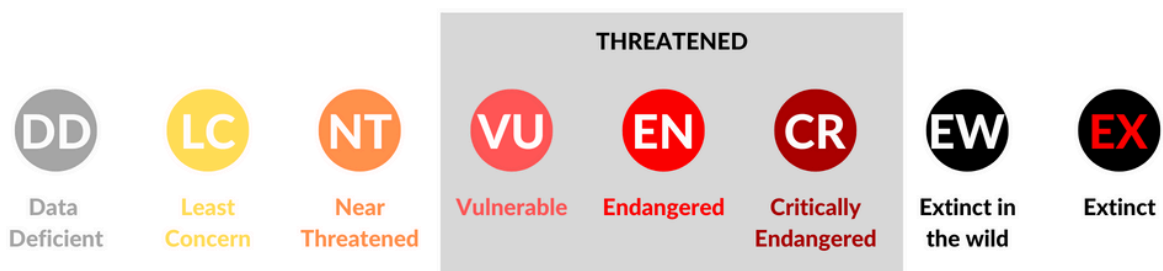 THREATENED
DD LC NT VU EN CR EW EX
Data Deficient
Least Concern
Near Threatened
Vulnerable
Endangered
Critically Endangered
Extinct in the wild
Extinct